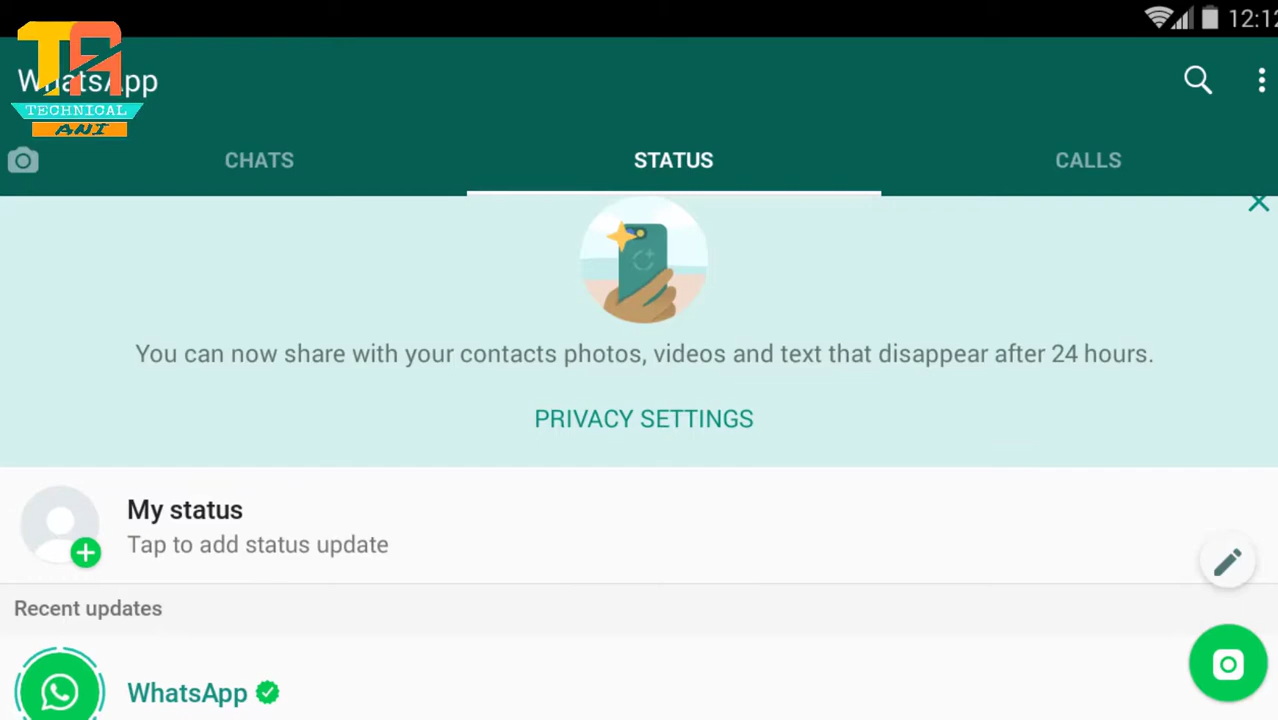 12:12
WhatsApp
TA
TECHNICAL
ANI
CHATS
STATUS
CALLS
You can now share with your contacts photos, videos and text that disappear after 24 hours.
PRIVACY SETTINGS
My status
Tap to add status update
Recent updates
WhatsApp